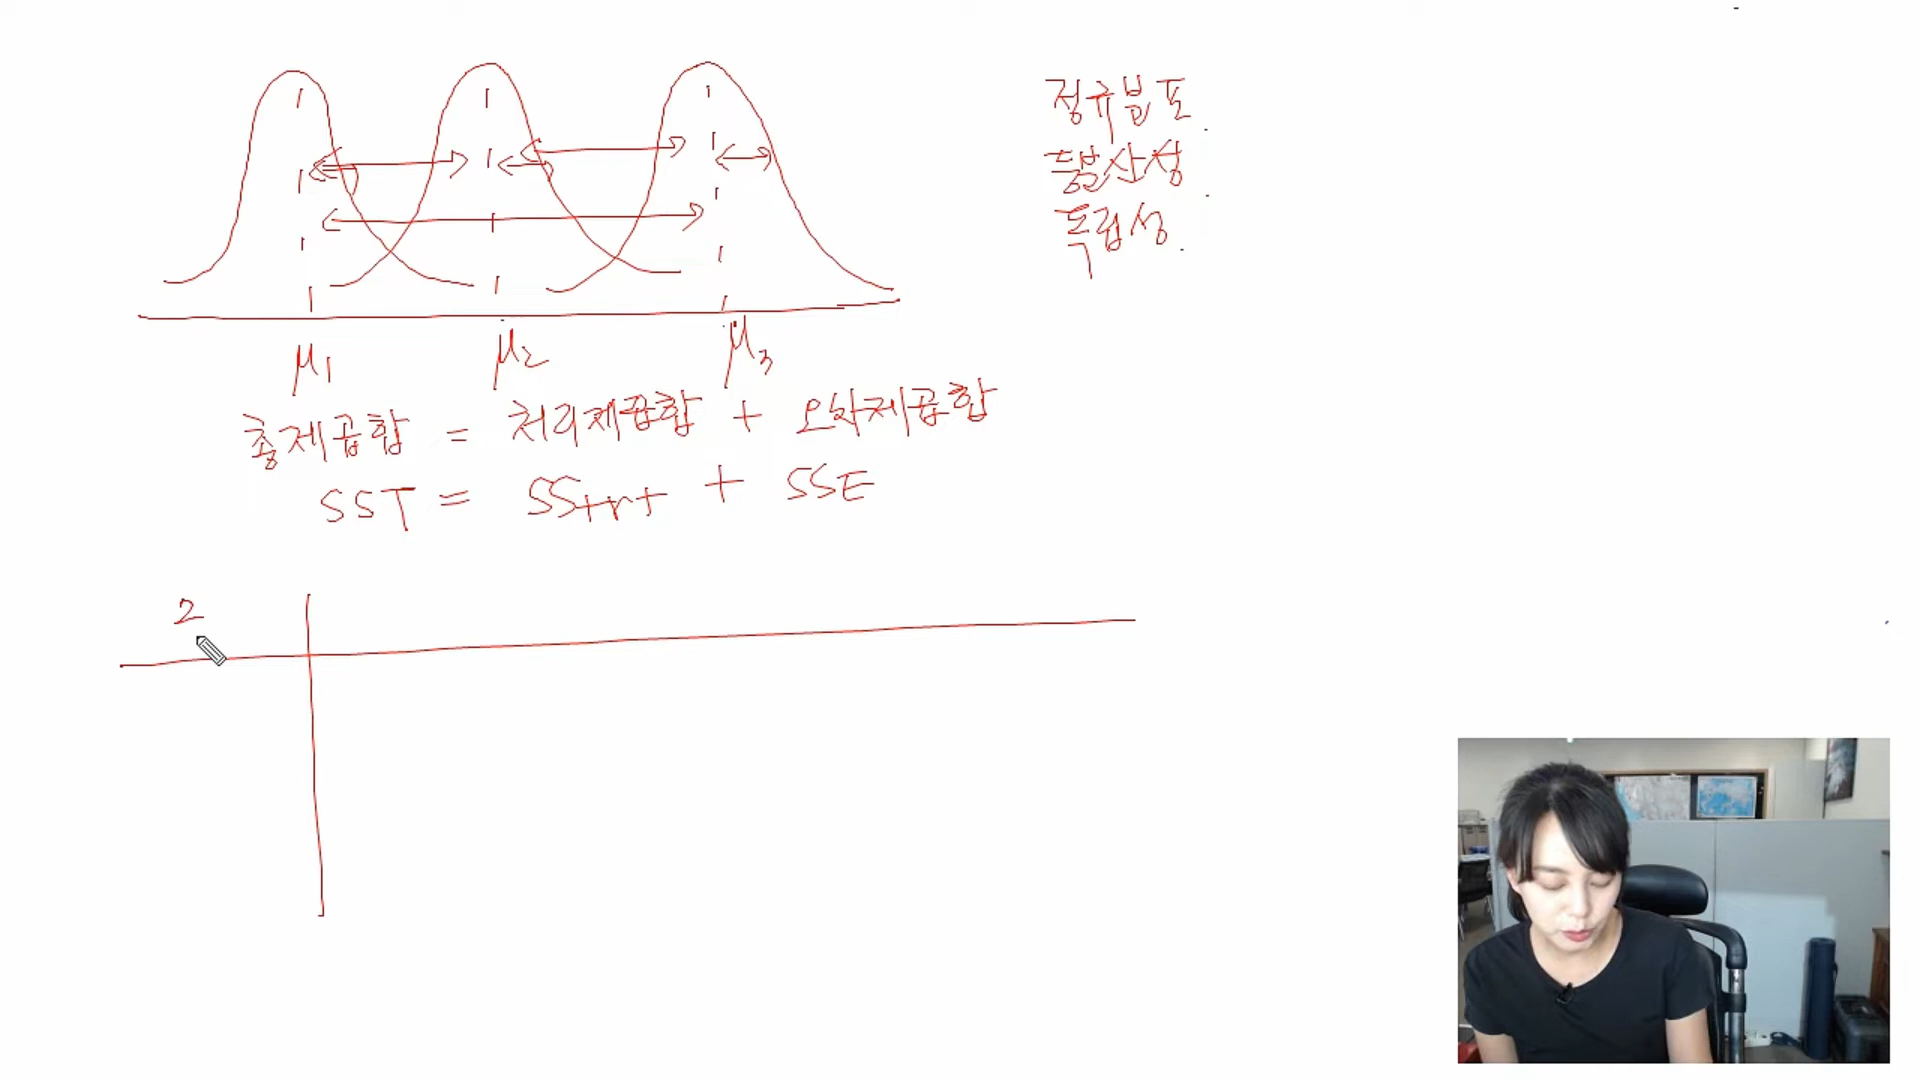 정규분포
등분산성
독립성
μ1 μ2 μ3
총제곱합 = 처리제곱합 + 오차제곱합
SST = SStrt + SSE
2